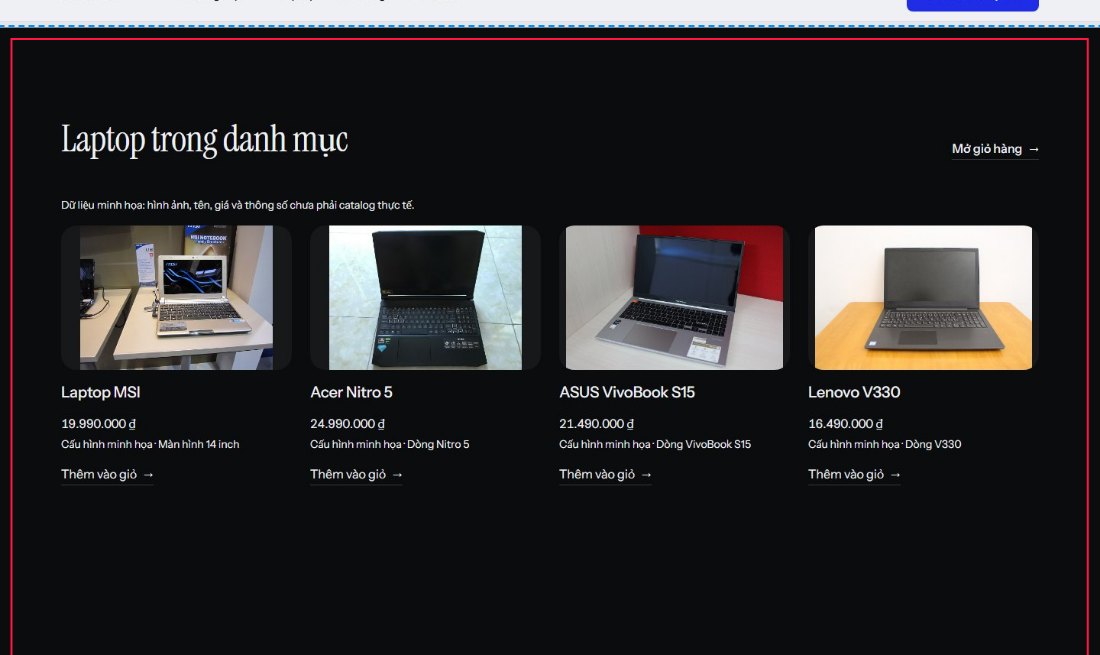 Laptop trong danh mục
Mở giỏ hàng →
Dữ liệu minh họa: hình ảnh, tên, giá và thông số chưa phải catalog thực tế.
MSI NOTEBOOK
Laptop MSI
19.990.000 ₫
Cấu hình minh họa · Màn hình 14 inch
Thêm vào giỏ →
Acer Nitro 5
24.990.000 ₫
Cấu hình minh họa · Dòng Nitro 5
Thêm vào giỏ →
ASUS VivoBook S15
21.490.000 ₫
Cấu hình minh họa · Dòng VivoBook S15
Thêm vào giỏ →
Lenovo V330
16.490.000 ₫
Cấu hình minh họa · Dòng V330
Thêm vào giỏ →